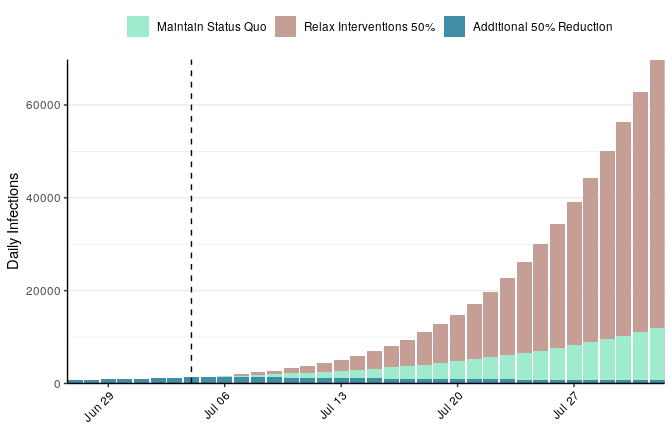 Maintain Status Quo Relax Interventions 50% Additional 50% Reduction
Daily Infections
60000
40000
20000
0
Jun 29 Jul 06 Jul 13 Jul 20 Jul 27